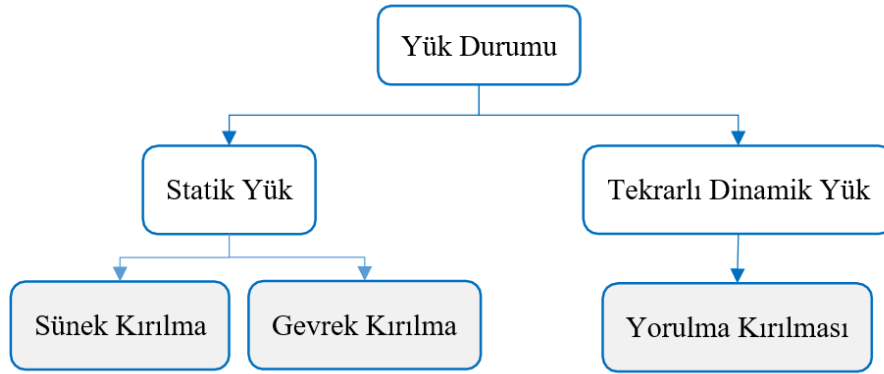 Yük Durumu
Statik Yük
Tekrarlı Dinamik Yük
Sünek Kırılma
Gevrek Kırılma
Yorulma Kırılması